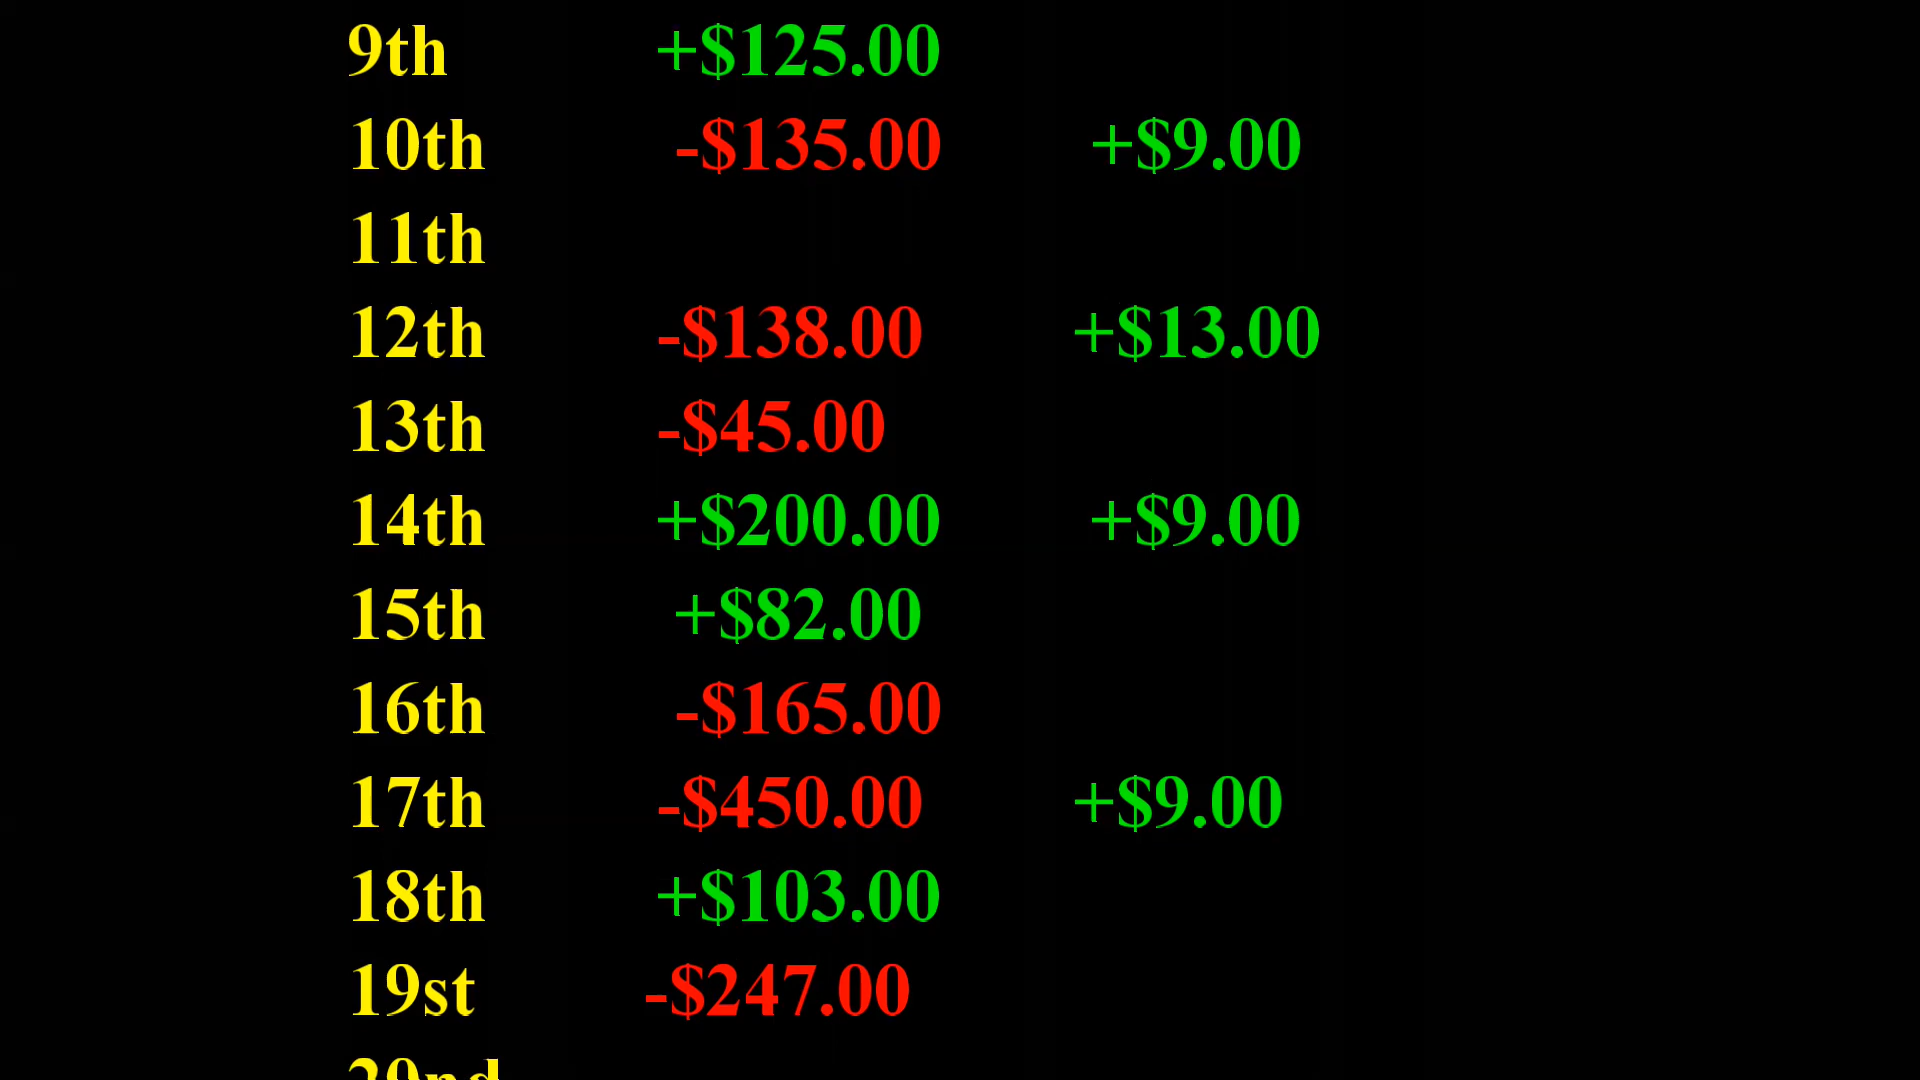 9th +$125.00
10th -$135.00 +$9.00
11th
12th -$138.00 +$13.00
13th -$45.00
14th +$200.00 +$9.00
15th +$82.00
16th -$165.00
17th -$450.00 +$9.00
18th +$103.00
19st -$247.00